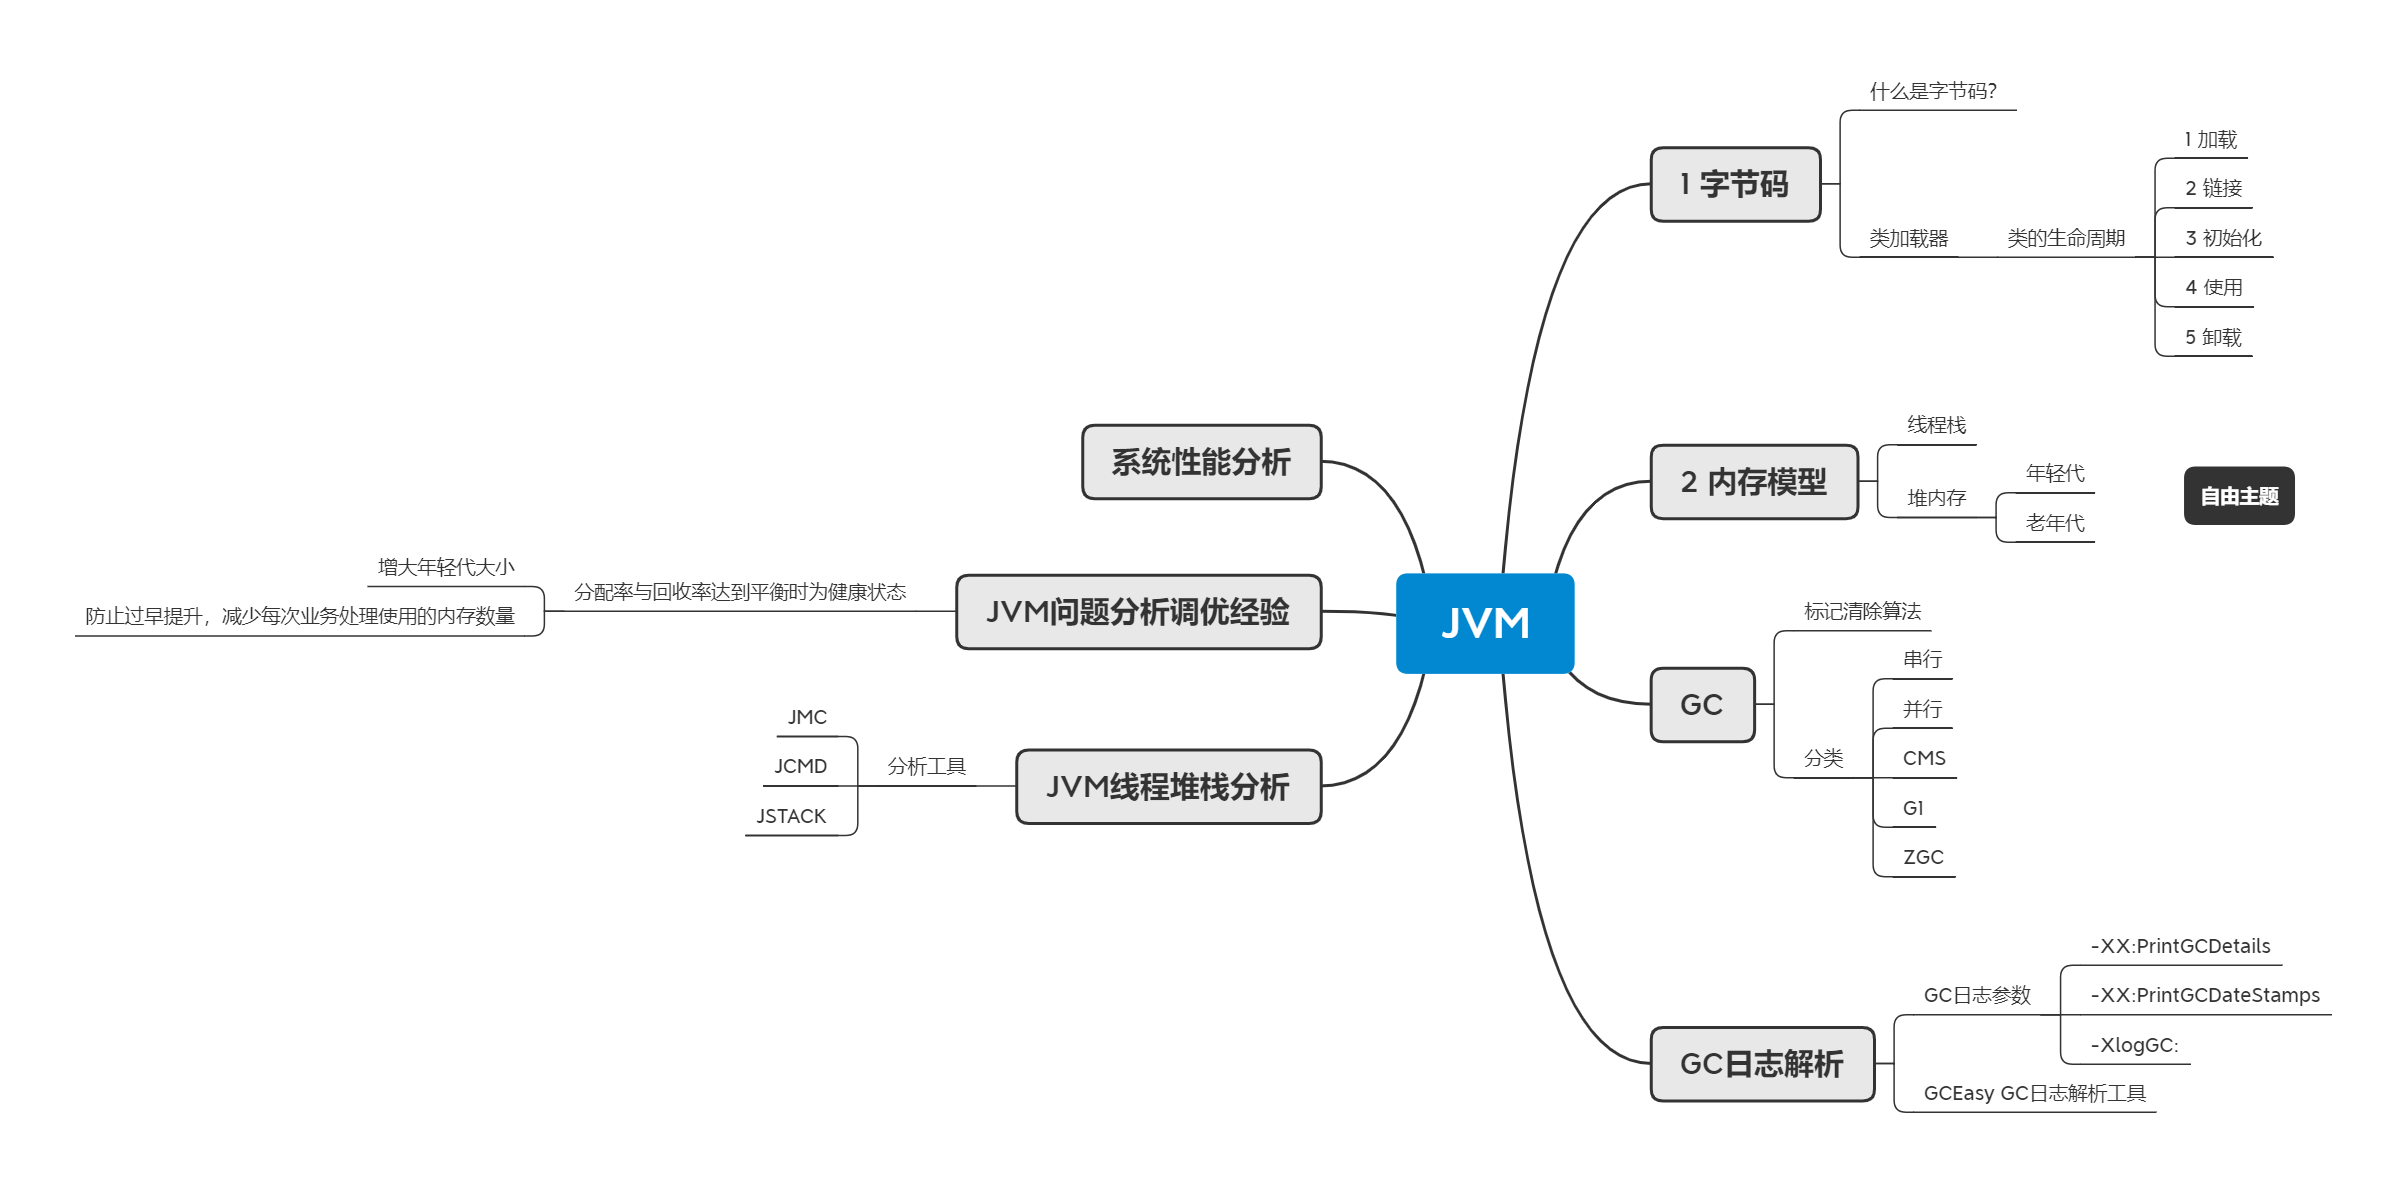 JVM
1 字节码
什么是字节码？
类加载器
类的生命周期
1 加载
2 链接
3 初始化
4 使用
5 卸载
2 内存模型
线程栈
堆内存
年轻代
老年代
自由主题
GC
标记清除算法
分类
串行
并行
CMS
G1
ZGC
GC日志解析
GC日志参数
-XX:PrintGCDetails
-XX:PrintGCDateStamps
-XlogGC:
GCEasy GC日志解析工具
系统性能分析
JVM问题分析调优经验
分配率与回收率达到平衡时为健康状态
增大年轻代大小
防止过早提升，减少每次业务处理使用的内存数量
JVM线程堆栈分析
分析工具
JMC
JCMD
JSTACK